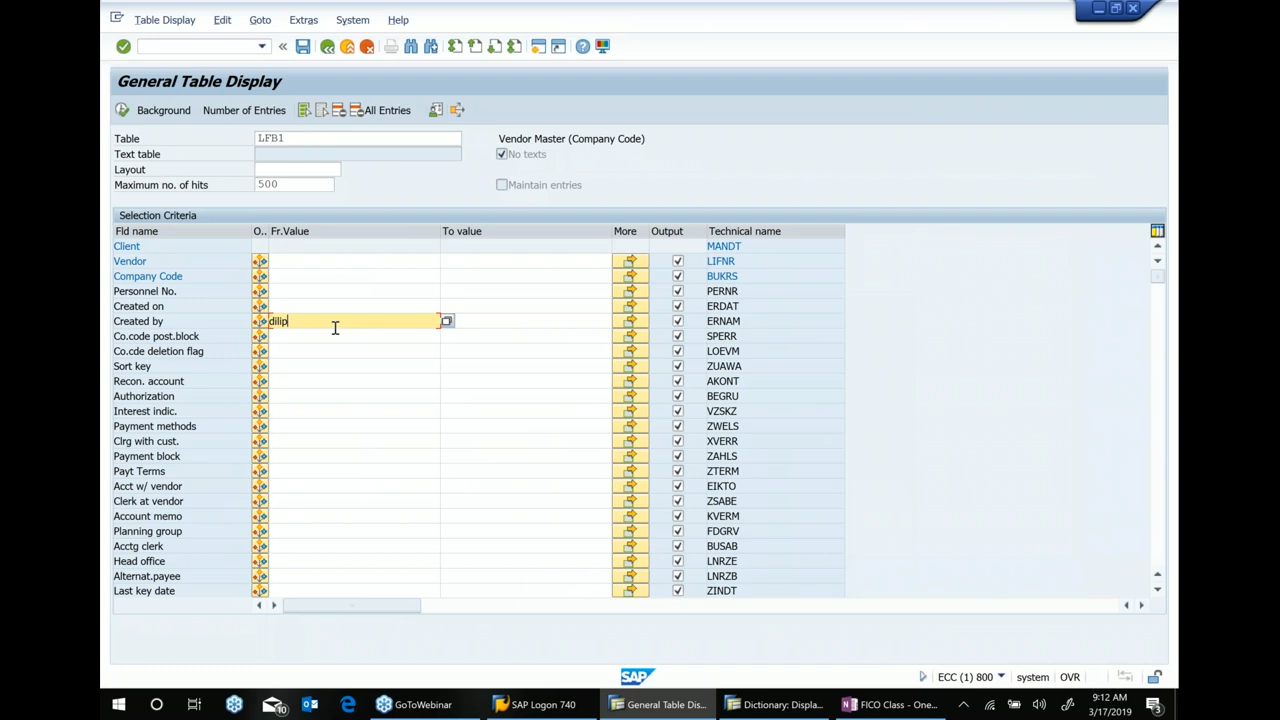 Table Display Edit Goto Extras System Help
General Table Display
Background Number of Entries All Entries
Table LFB1 Vendor Master (Company Code)
Text table No texts
Layout
Maximum no. of hits 500 Maintain entries
Selection Criteria
Fld name O.. Fr.Value To value More Output Technical name
Client MANDT
Vendor LIFNR
Company Code BUKRS
Personnel No. PERNR
Created on ERDAT
Created by dilip ERNAM
Co.code post.block SPERR
Co.cde deletion flag LOEVM
Sort key ZUAWA
Recon. account AKONT
Authorization BEGRU
Interest indic. VZSKZ
Payment methods ZWELS
Clrg with cust. XVERR
Payment block ZAHLS
Payt Terms ZTERM
Acct w/ vendor EIKTO
Clerk at vendor ZSABE
Account memo KVERM
Planning group FDGRV
Acctg clerk BUSAB
Head office LNRZE
Alternat.payee LNRZB
Last key date ZINDT
SAP
ECC (1) 800 system OVR
10 GoToWebinar SAP Logon 740 General Table Dis... Dictionary: Displa... FICO Class - One... 9:12 AM
3/17/2019 3